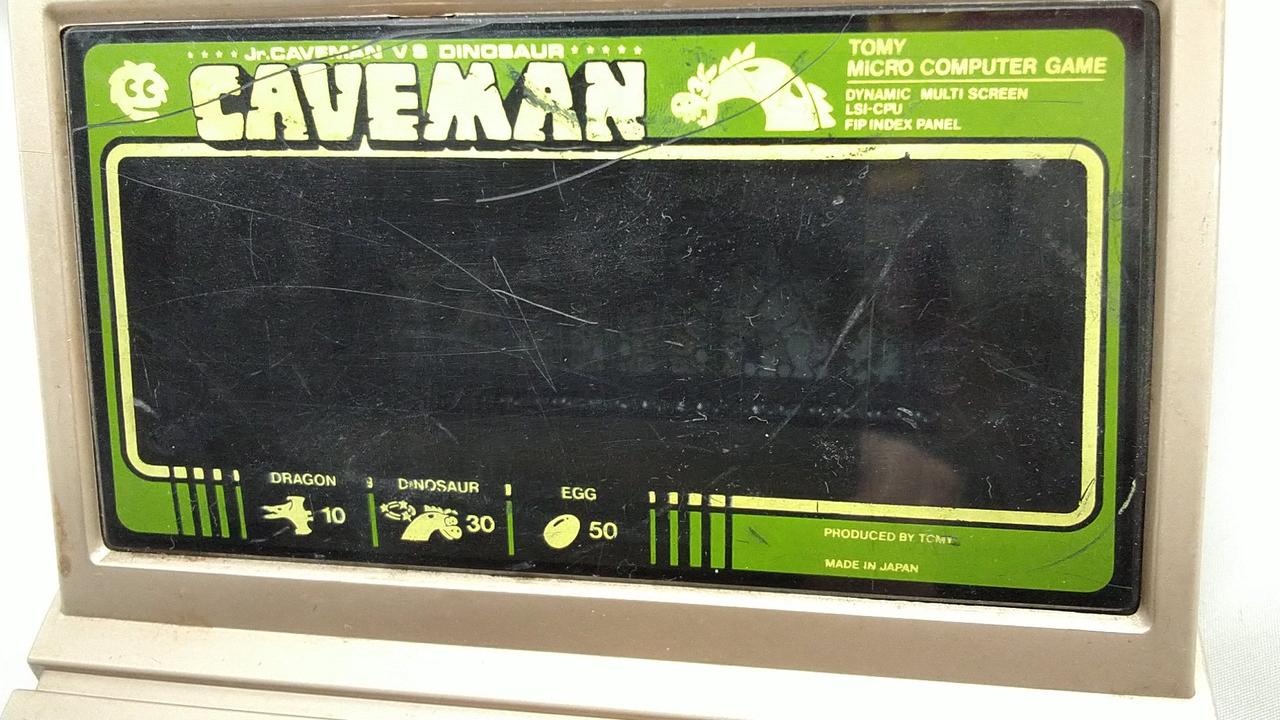 Jr.CAVEMAN VS DINOSAUR
CAVEMAN
TOMY
MICRO COMPUTER GAME
DYNAMIC MULTI SCREEN
LSI-CPU
FIP INDEX PANEL
DRAGON
10
DINOSAUR
30
EGG
50
PRODUCED BY TOMY
MADE IN JAPAN